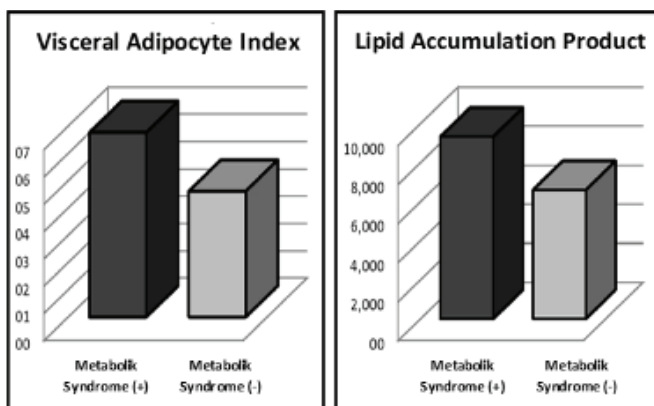 Visceral Adipocyte Index
07
06
05
04
03
02
01
00
Metabolik
Syndrome (+)
Metabolik
Syndrome (-)
Lipid Accumulation Product
10,000
8,000
6,000
4,000
2,000
00
Metabolik
Syndrome (+)
Metabolik
Syndrome (-)